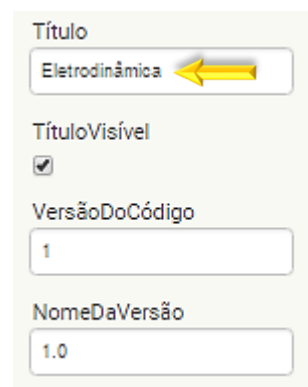 Título
Eletrodinâmica
TítuloVisível
VersãoDoCódigo
1
NomeDaVersão
1.0